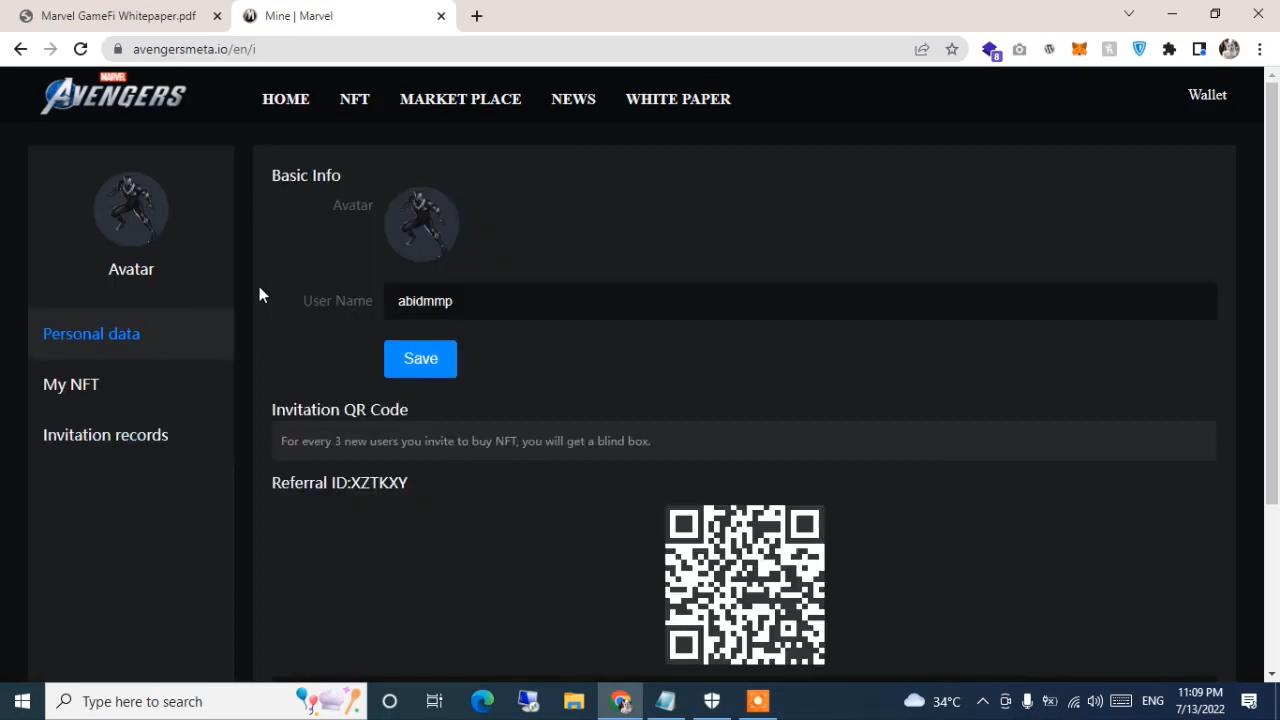 Marvel GameFi Whitepaper.pdf
Mine | Marvel
avengersmeta.io/en/i
8
MARVEL
AVENGERS
HOME
NFT
MARKET PLACE
NEWS
WHITE PAPER
Wallet
Avatar
Personal data
My NFT
Invitation records
Basic Info
Avatar
User Name
abidmmp
Save
Invitation QR Code
For every 3 new users you invite to buy NFT, you will get a blind box.
Referral ID:XZTKXY
Type here to search
34°C
ENG
11:09 PM
7/13/2022